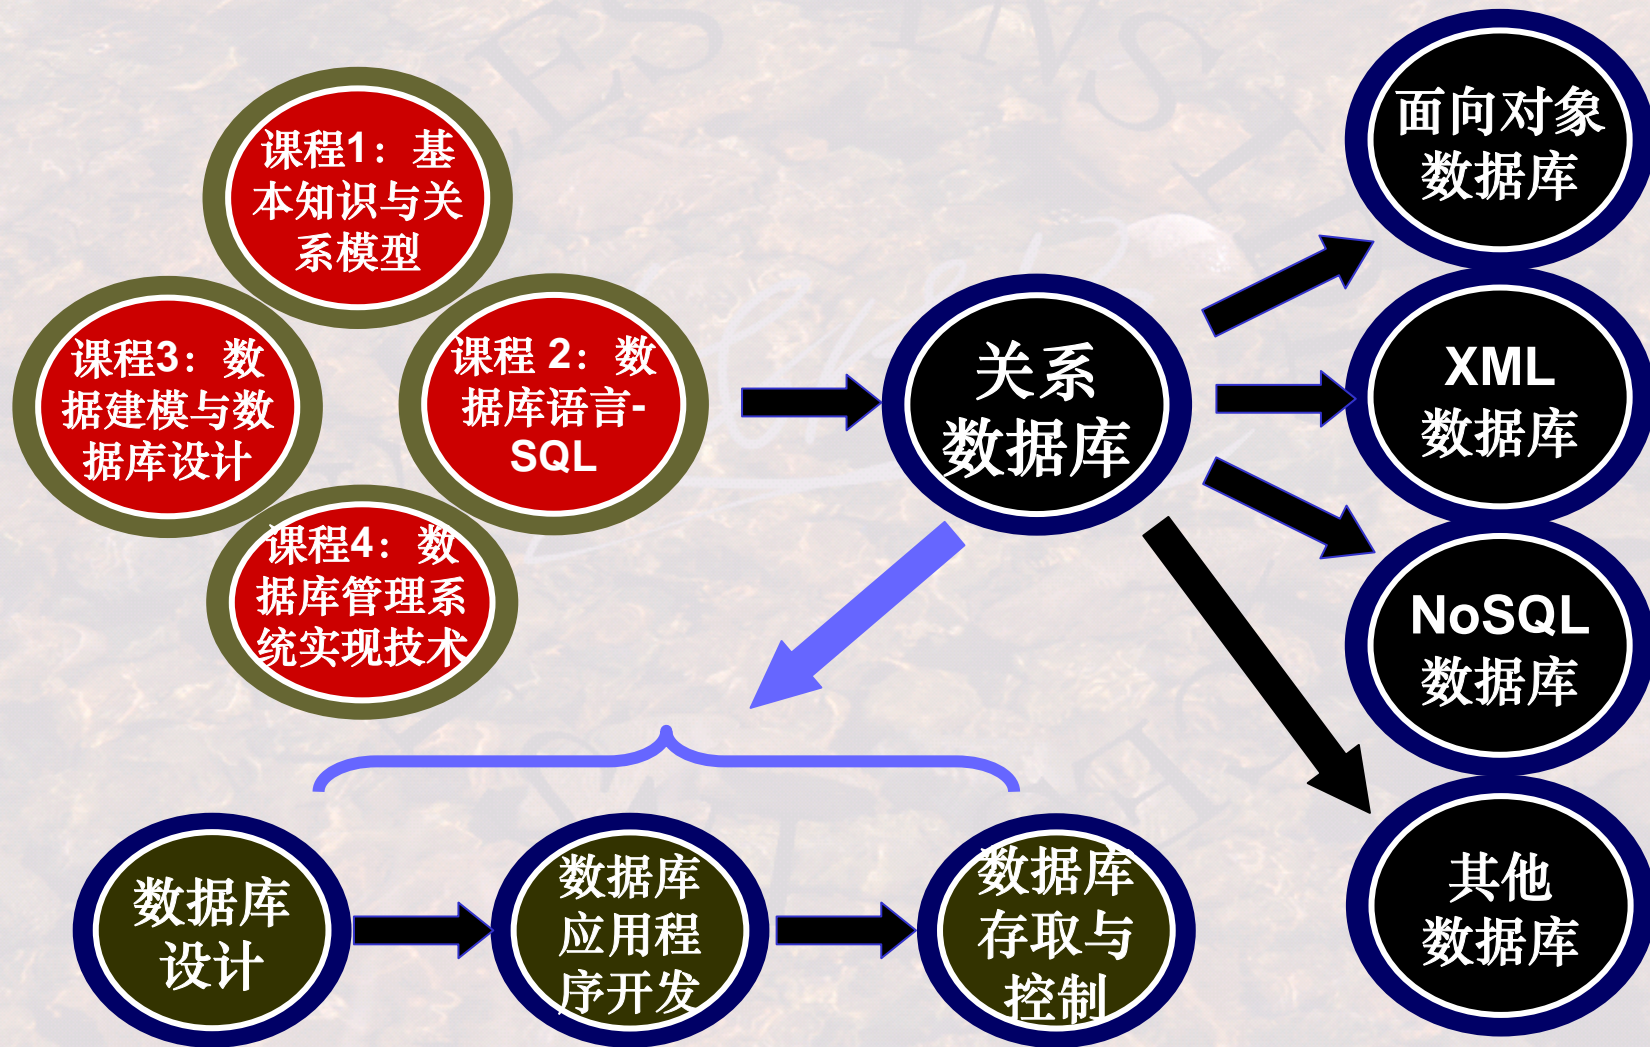 课程1：基
本知识与关
系模型
课程3：数
据建模与数
据库设计
课程 2：数
据库语言-
SQL
课程4：数
据库管理系
统实现技术
关系
数据库
面向对象
数据库
XML
数据库
NoSQL
数据库
其他
数据库
数据库
设计
数据库
应用程
序开发
数据库
存取与
控制